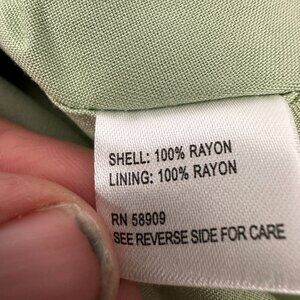 SHELL: 100% RAYON
LINING: 100% RAYON
RN 58909
SEE REVERSE SIDE FOR CARE